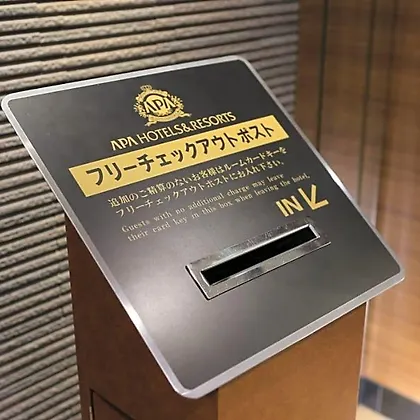 APA
APA HOTELS&RESORTS
フリーチェックアウトポスト
追加のご精算のないお客様はルームカードキーを
フリーチェックアウトポストにお入れ下さい。
Guests with no additional charge may leave
their card key in this box when leaving the hotel.
IN